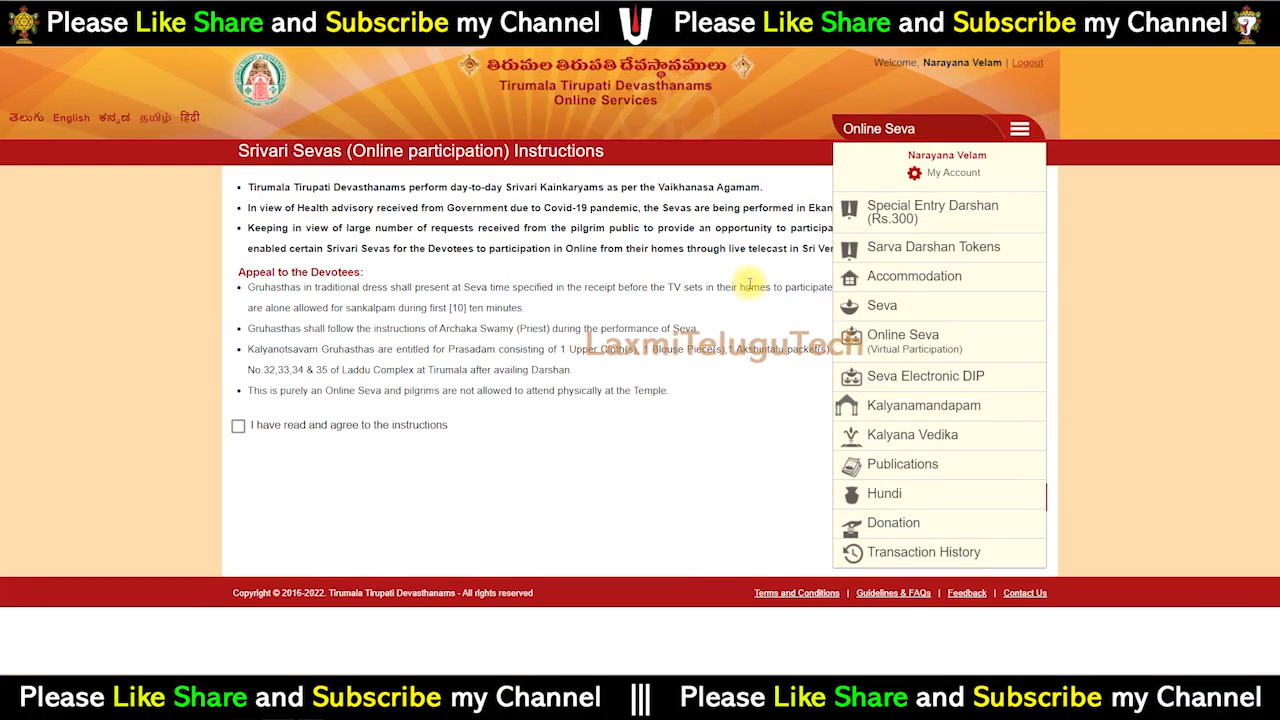 Please Like Share and Subscribe my Channel Please Like Share and Subscribe my Channel
తిరుమల తిరుపతి దేవస్థానములు
Tirumala Tirupati Devasthanams
Online Services
Welcome, Narayana Velam | Logout
తెలుగు English ಕನ್ನಡ தமிழ் हिंदी
Online Seva
Srivari Sevas (Online participation) Instructions
Narayana Velam
My Account
Special Entry Darshan
(Rs.300)
Sarva Darshan Tokens
Accommodation
Seva
Online Seva
(Virtual Participation)
Seva Electronic DIP
Kalyanamandapam
Kalyana Vedika
Publications
Hundi
Donation
Transaction History
• Tirumala Tirupati Devasthanams perform day-to-day Srivari Kainkaryams as per the Vaikhanasa Agamam.
• In view of Health advisory received from Government due to Covid-19 pandemic, the Sevas are being performed in Ekan
• Keeping in view of large number of requests received from the pilgrim public to provide an opportunity to participa
enabled certain Srivari Sevas for the Devotees to participation in Online from their homes through live telecast in Sri Ver
Appeal to the Devotees:
• Gruhasthas in traditional dress shall present at Seva time specified in the receipt before the TV sets in their homes to participate
are alone allowed for sankalpam during first [10] ten minutes.
• Gruhasthas shall follow the instructions of Archaka Swamy (Priest) during the performance of Seva.
LaxmiTeluguTech
• Kalyanotsavam Gruhasthas are entitled for Prasadam consisting of 1 Upper Cloth(s), 1 Blouse Piece(s),1 Akshintalu packet(s)
No.32,33,34 & 35 of Laddu Complex at Tirumala after availing Darshan.
• This is purely an Online Seva and pilgrims are not allowed to attend physically at the Temple.
I have read and agree to the instructions
Copyright © 2016-2022. Tirumala Tirupati Devasthanams - All rights reserved
Terms and Conditions | Guidelines & FAQs | Feedback | Contact Us
Please Like Share and Subscribe my Channel ||| Please Like Share and Subscribe my Channel